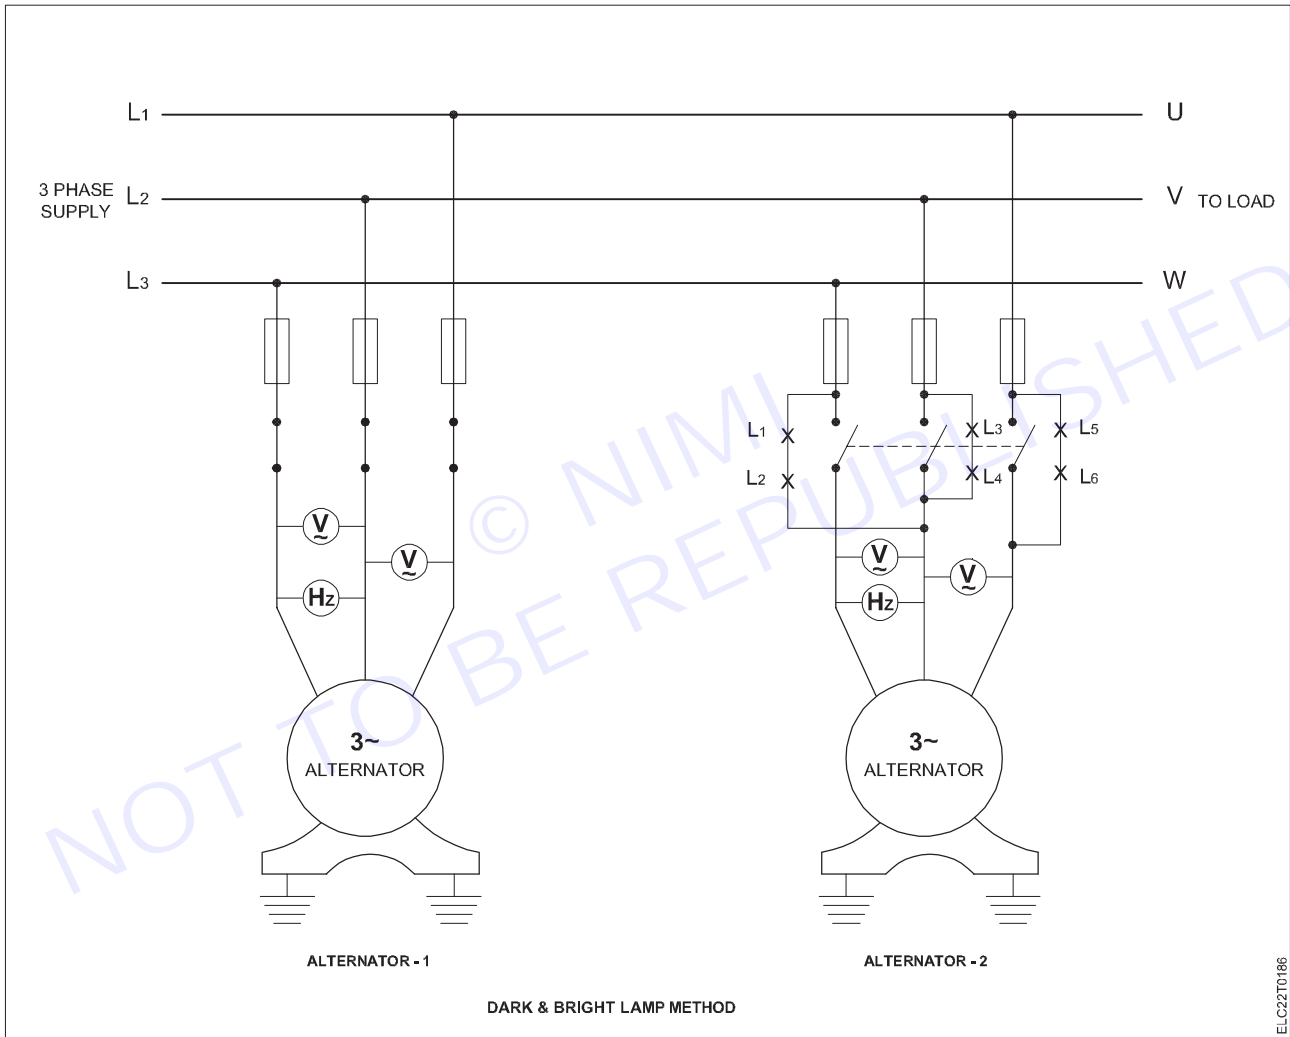 L1
U
3 PHASE
SUPPLY
L2
V
TO LOAD
L3
W
L1
L2
L3
L4
L5
L6
V
~
V
~
Hz
V
~
V
~
Hz
3~
ALTERNATOR
3~
ALTERNATOR
ALTERNATOR - 1
ALTERNATOR - 2
DARK & BRIGHT LAMP METHOD
ELC22T0186
© NIMI
NOT TO BE REPUBLISHED